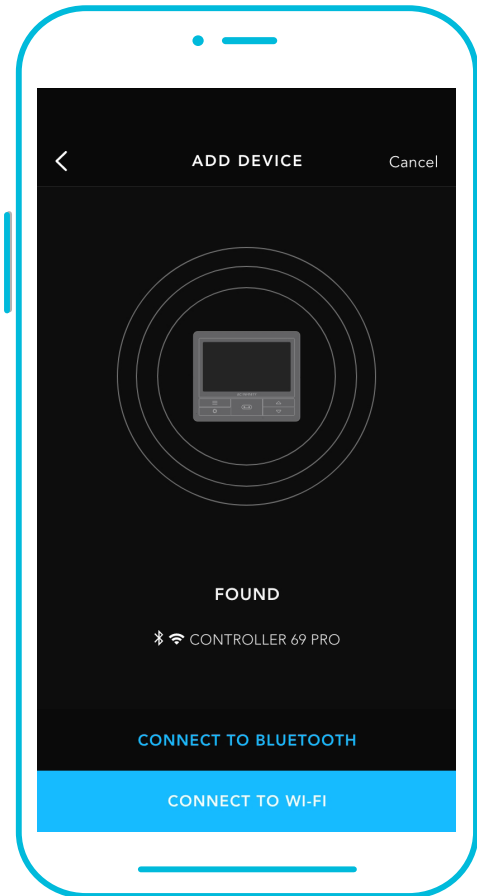 ADD DEVICE Cancel
FOUND
CONTROLLER 69 PRO
CONNECT TO BLUETOOTH
CONNECT TO WI-FI